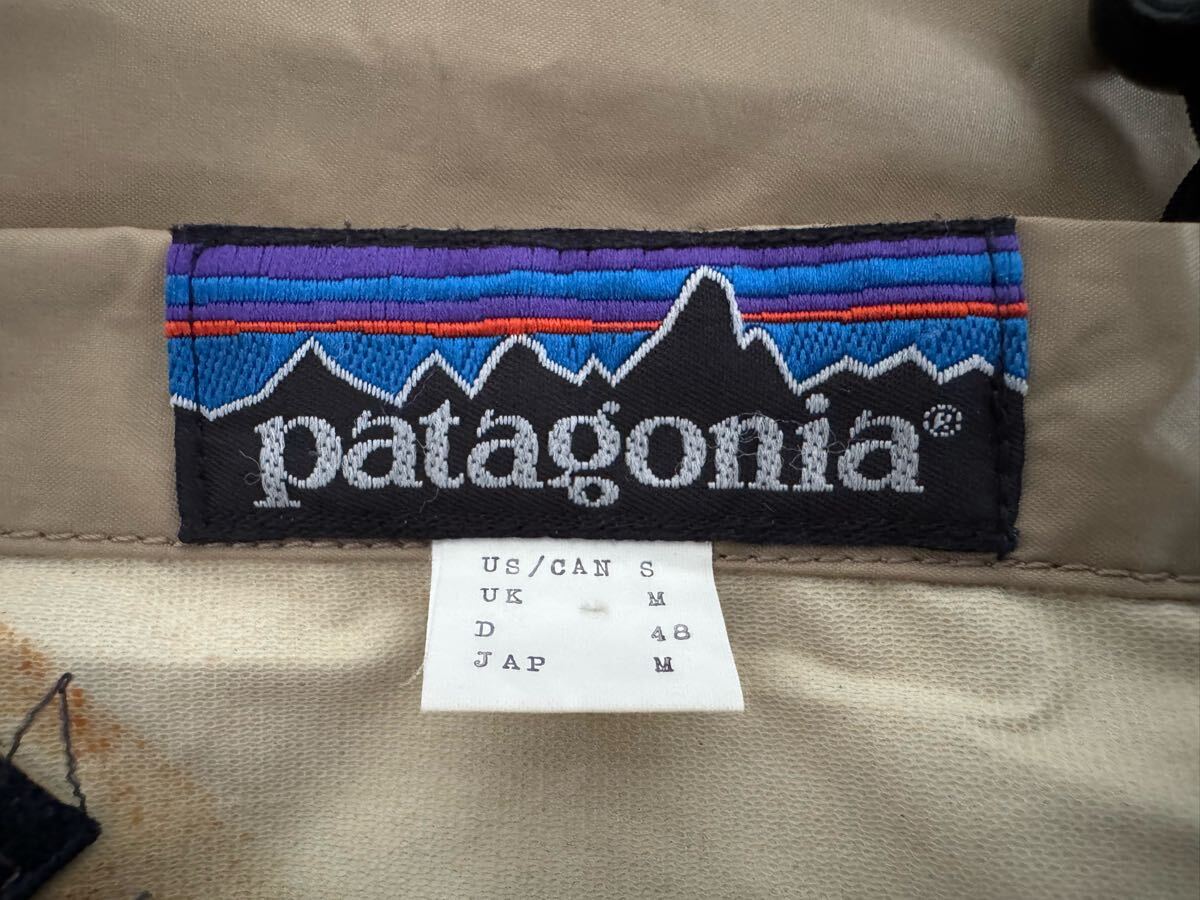 patagonia®
US/CAN S
UK M
D 48
JAP M